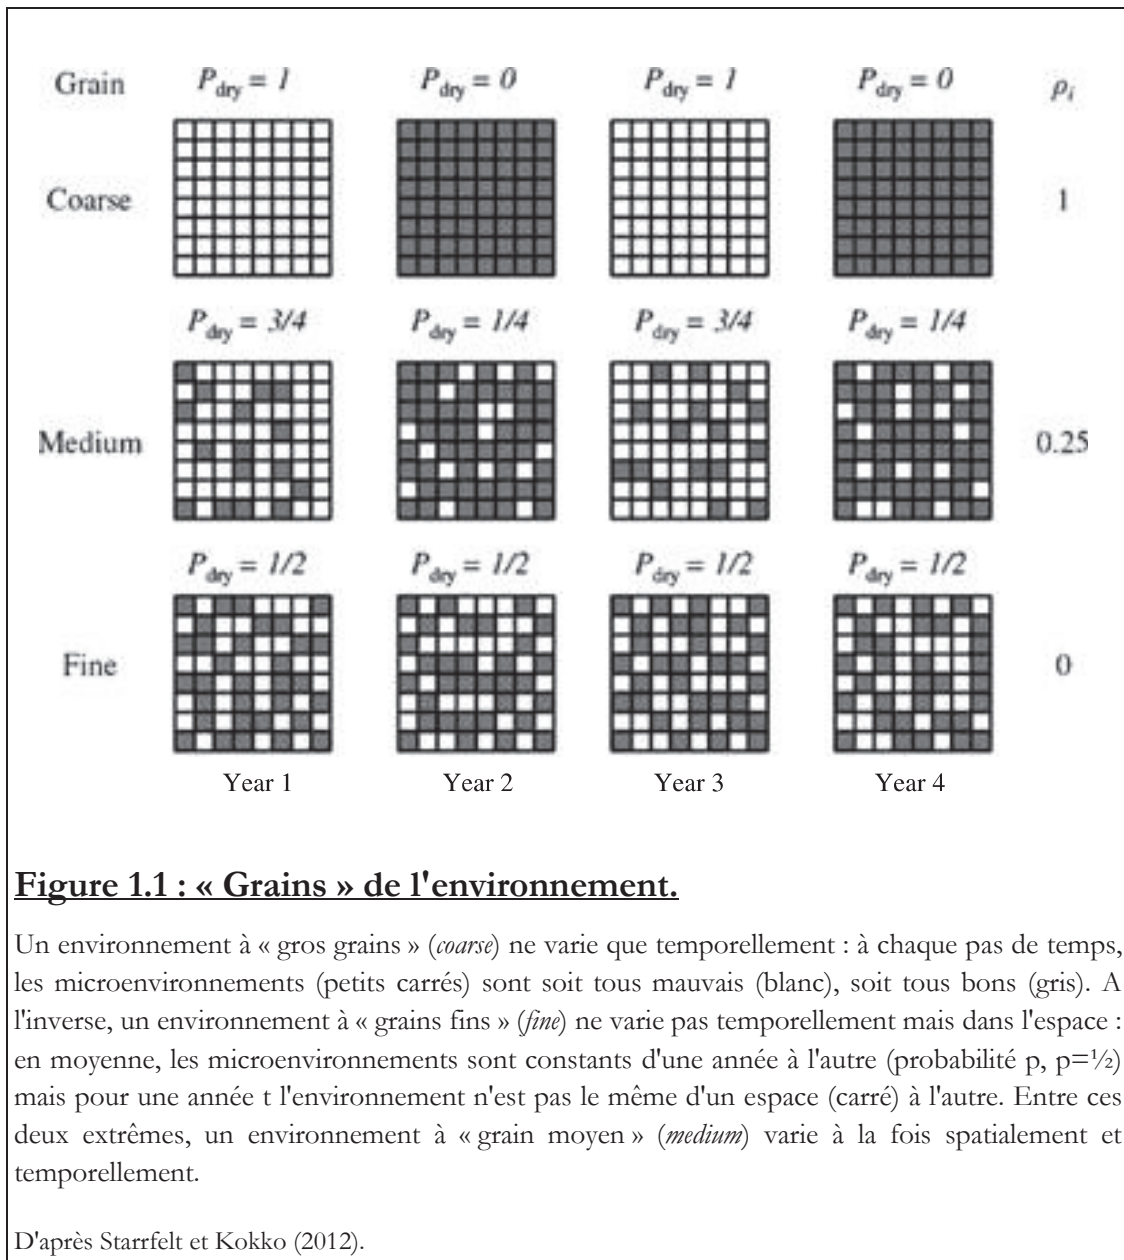 Grain P_dry = 1 P_dry = 0 P_dry = 1 P_dry = 0 ρ_i
Coarse 1
P_dry = 3/4 P_dry = 1/4 P_dry = 3/4 P_dry = 1/4
Medium 0.25
P_dry = 1/2 P_dry = 1/2 P_dry = 1/2 P_dry = 1/2
Fine 0
Year 1 Year 2 Year 3 Year 4
Figure 1.1 : « Grains » de l'environnement.
Un environnement à « gros grains » (coarse) ne varie que temporellement : à chaque pas de temps,
les microenvironnements (petits carrés) sont soit tous mauvais (blanc), soit tous bons (gris). A
l'inverse, un environnement à « grains fins » (fine) ne varie pas temporellement mais dans l'espace :
en moyenne, les microenvironnements sont constants d'une année à l'autre (probabilité p, p=½)
mais pour une année t l'environnement n'est pas le même d'un espace (carré) à l'autre. Entre ces
deux extrêmes, un environnement à « grain moyen » (medium) varie à la fois spatialement et
temporellement.
D'après Starrfelt et Kokko (2012).